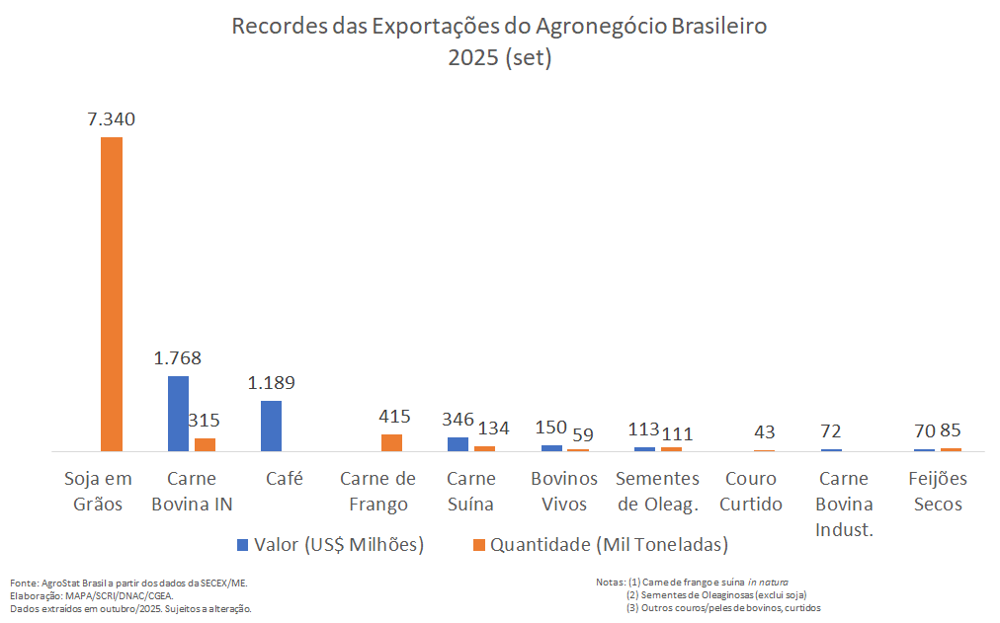 Recordes das Exportações do Agronegócio Brasileiro
2025 (set)
7.340
1.768
315
1.189
415
346
134
150
59
113
111
43
72
70
85
Soja em
Grãos
Carne
Bovina IN
Café
Carne de
Frango
Carne
Suína
Bovinos
Vivos
Sementes
de Oleag.
Couro
Curtido
Carne
Bovina
Indust.
Feijões
Secos
Valor (US$ Milhões)
Quantidade (Mil Toneladas)
Fonte: AgroStat Brasil a partir dos dados da SECEX/ME.
Elaboração: MAPA/SCRI/DNAC/CGEA.
Dados extraídos em outubro/2025. Sujeitos a alteração.
Notas: (1) Carne de frango e suína in natura
(2) Sementes de Oleaginosas (exclui soja)
(3) Outros couros/peles de bovinos, curtidos